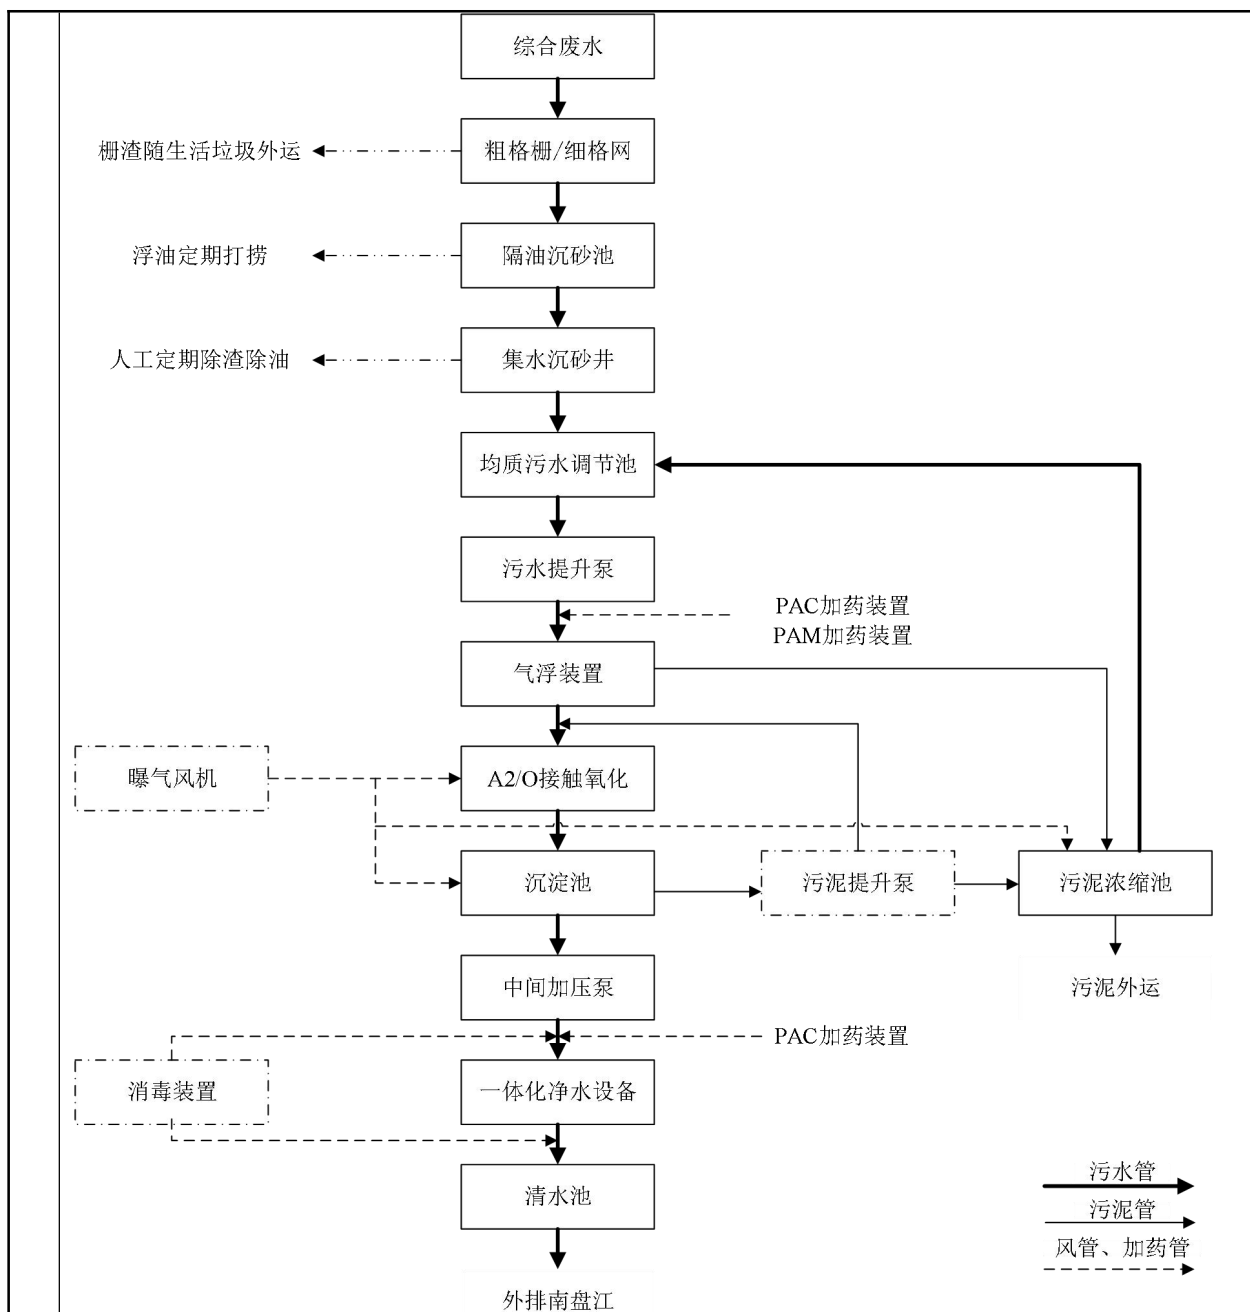 综合废水
栅渣随生活垃圾外运
粗格栅/细格网
浮油定期打捞
隔油沉砂池
人工定期除渣除油
集水沉砂井
均质污水调节池
污水提升泵
PAC加药装置
PAM加药装置
气浮装置
曝气风机
A2/O接触氧化
沉淀池
污泥提升泵
污泥浓缩池
中间加压泵
污泥外运
PAC加药装置
消毒装置
一体化净水设备
污水管
清水池
污泥管
风管、加药管
外排南盘江